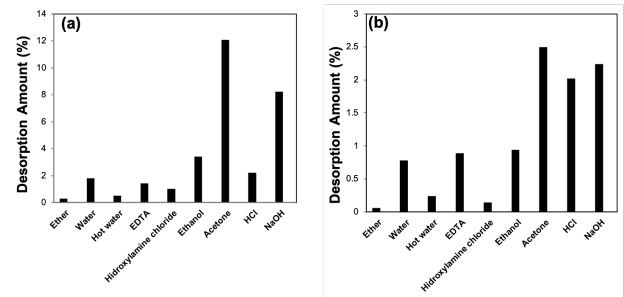 (a)
Desorption Amount (%)
14
12
10
8
6
4
2
0
Ether
Water
Hot water
EDTA
Hidroxylamine chloride
Ethanol
Acetone
HCl
NaOH
(b)
Desorption Amount (%)
3
2.5
2
1.5
1
0.5
0
Ether
Water
Hot water
EDTA
Hidroxylamine chloride
Ethanol
Acetone
HCl
NaOH